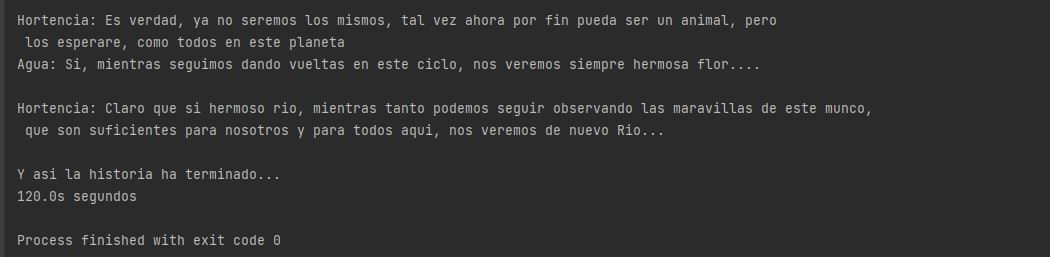 Hortencia: Es verdad, ya no seremos los mismos, tal vez ahora por fin pueda ser un animal, pero
los esperare, como todos en este planeta
Agua: Si, mientras seguimos dando vueltas en este ciclo, nos veremos siempre hermosa flor....
Hortencia: Claro que si hermoso rio, mientras tanto podemos seguir observando las maravillas de este munco,
que son suficientes para nosotros y para todos aqui, nos veremos de nuevo Rio...
Y asi la historia ha terminado...
120.0s segundos
Process finished with exit code 0